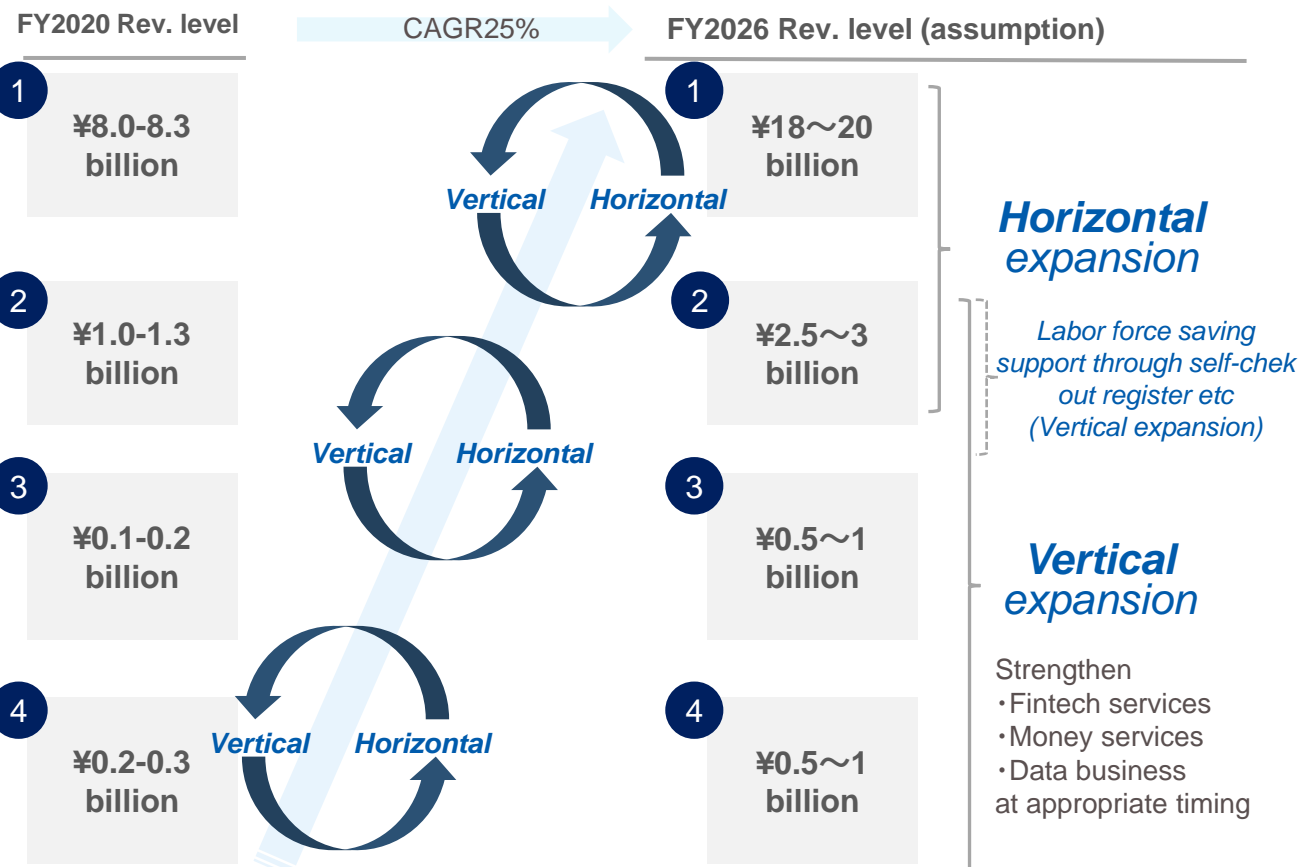 FY2020 Rev. level
CAGR25%
FY2026 Rev. level (assumption)
1
¥8.0-8.3
billion
Vertical
Horizontal
1
¥18～20
billion
2
¥1.0-1.3
billion
Vertical
Horizontal
2
¥2.5～3
billion
3
¥0.1-0.2
billion
3
¥0.5～1
billion
4
¥0.2-0.3
billion
Vertical
Horizontal
4
¥0.5～1
billion
Horizontal
expansion
Labor force saving
support through self-chek
out register etc
(Vertical expansion)
Vertical
expansion
Strengthen
・Fintech services
・Money services
・Data business
at appropriate timing